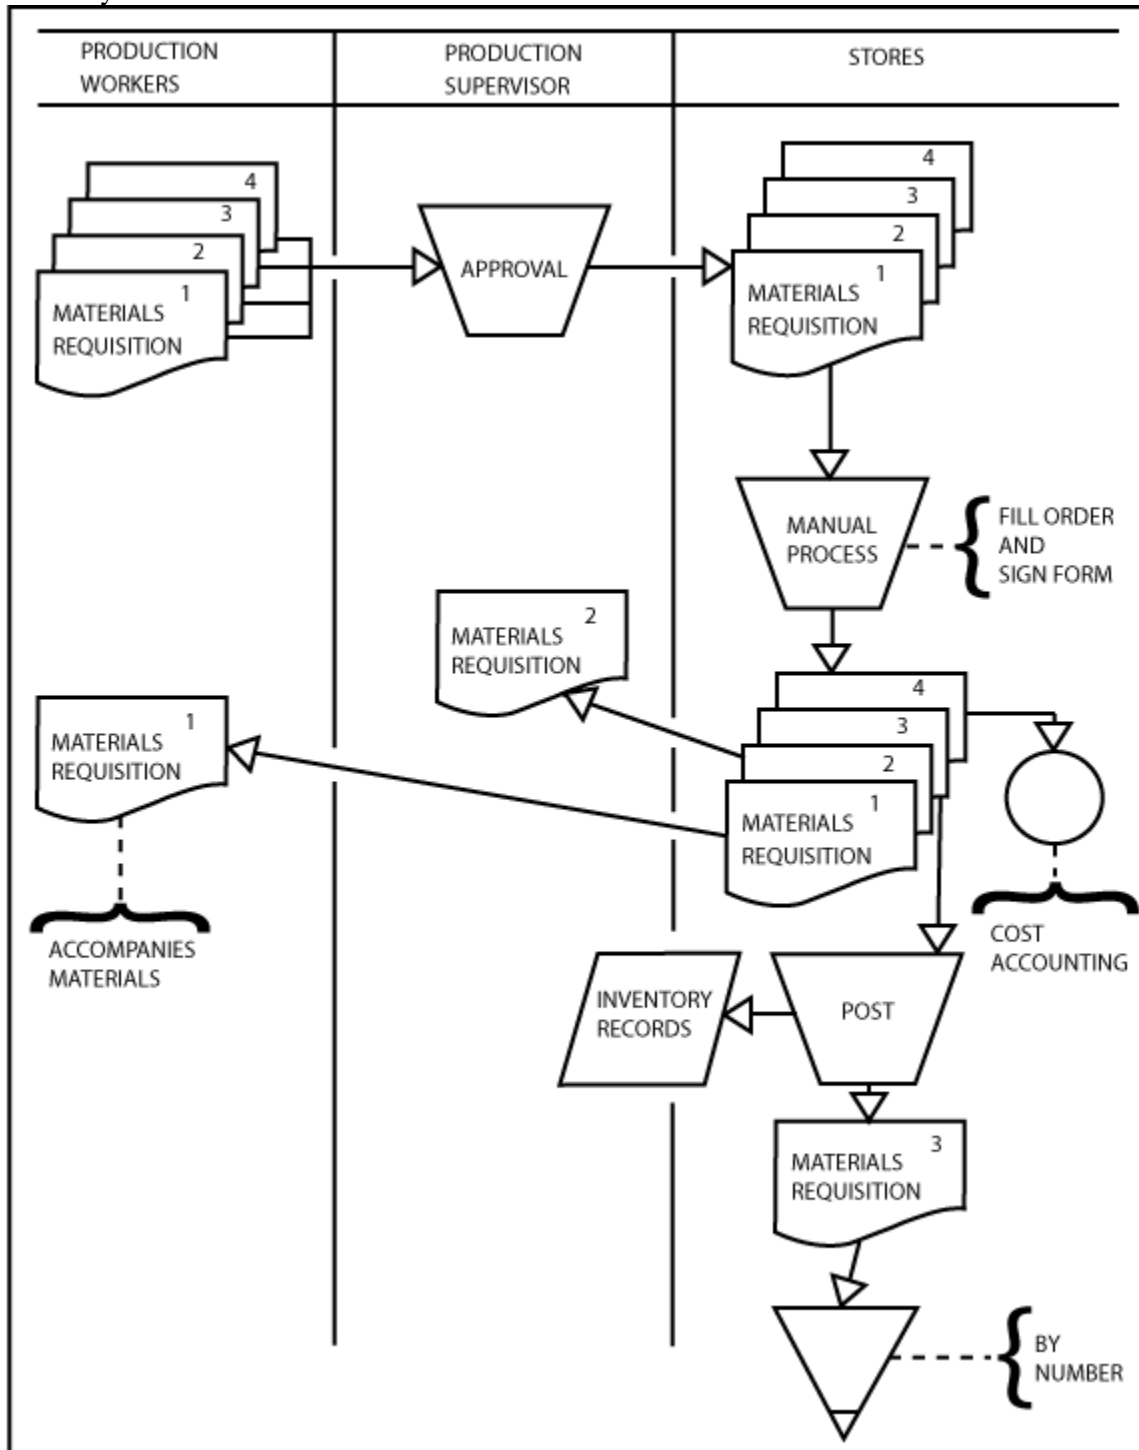 PRODUCTION
WORKERS
PRODUCTION
SUPERVISOR
STORES
4
3
2
1
MATERIALS
REQUISITION
APPROVAL
4
3
2
1
MATERIALS
REQUISITION
MANUAL
PROCESS
FILL ORDER
AND
SIGN FORM
2
MATERIALS
REQUISITION
1
MATERIALS
REQUISITION
4
3
2
1
MATERIALS
REQUISITION
ACCOMPANIES
MATERIALS
COST
ACCOUNTING
INVENTORY
RECORDS
POST
3
MATERIALS
REQUISITION
BY
NUMBER